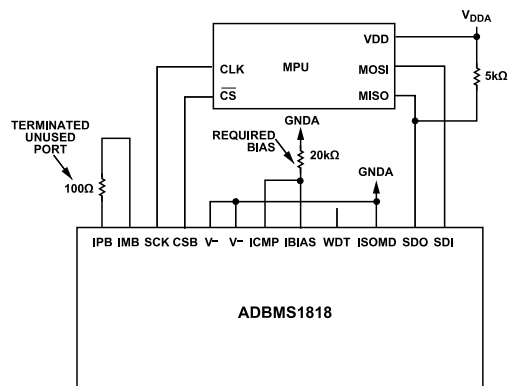 V_DDA
VDD
CLK
MPU
MOSI
CS
MISO
5kΩ
TERMINATED
UNUSED
PORT
REQUIRED
BIAS
GNDA
20kΩ
GNDA
100Ω
IPB IMB SCK CSB V– V– ICMP IBIAS WDT ISOMD SDO SDI
ADBMS1818